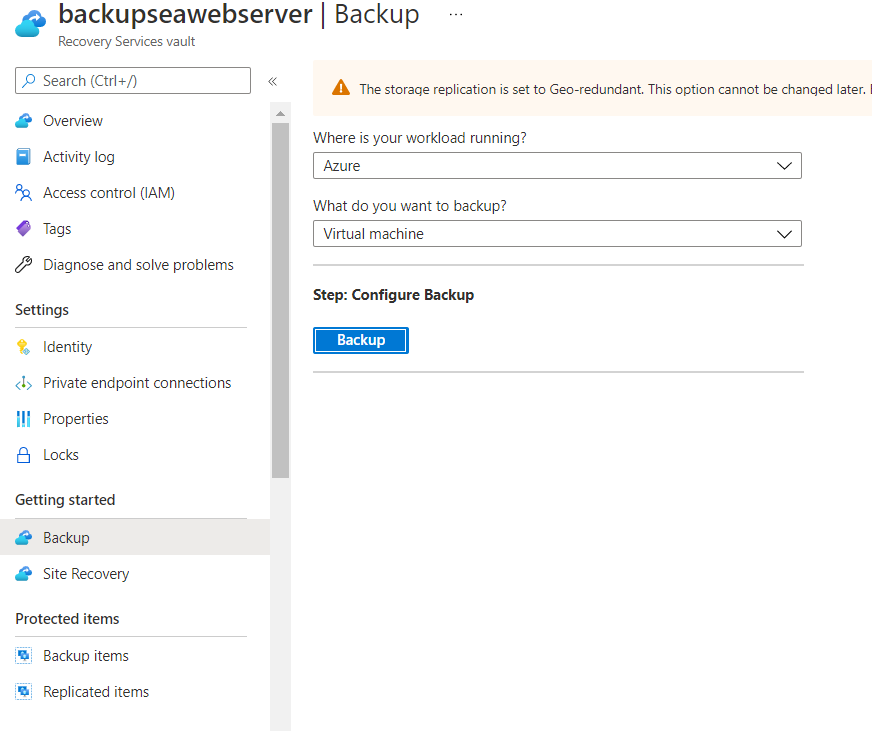 backupseawebserver | Backup ...
Recovery Services vault
Search (Ctrl+/) «
Overview
Activity log
Access control (IAM)
Tags
Diagnose and solve problems
Settings
Identity
Private endpoint connections
Properties
Locks
Getting started
Backup
Site Recovery
Protected items
Backup items
Replicated items
The storage replication is set to Geo-redundant. This option cannot be changed later.
Where is your workload running?
Azure
What do you want to backup?
Virtual machine
Step: Configure Backup
Backup